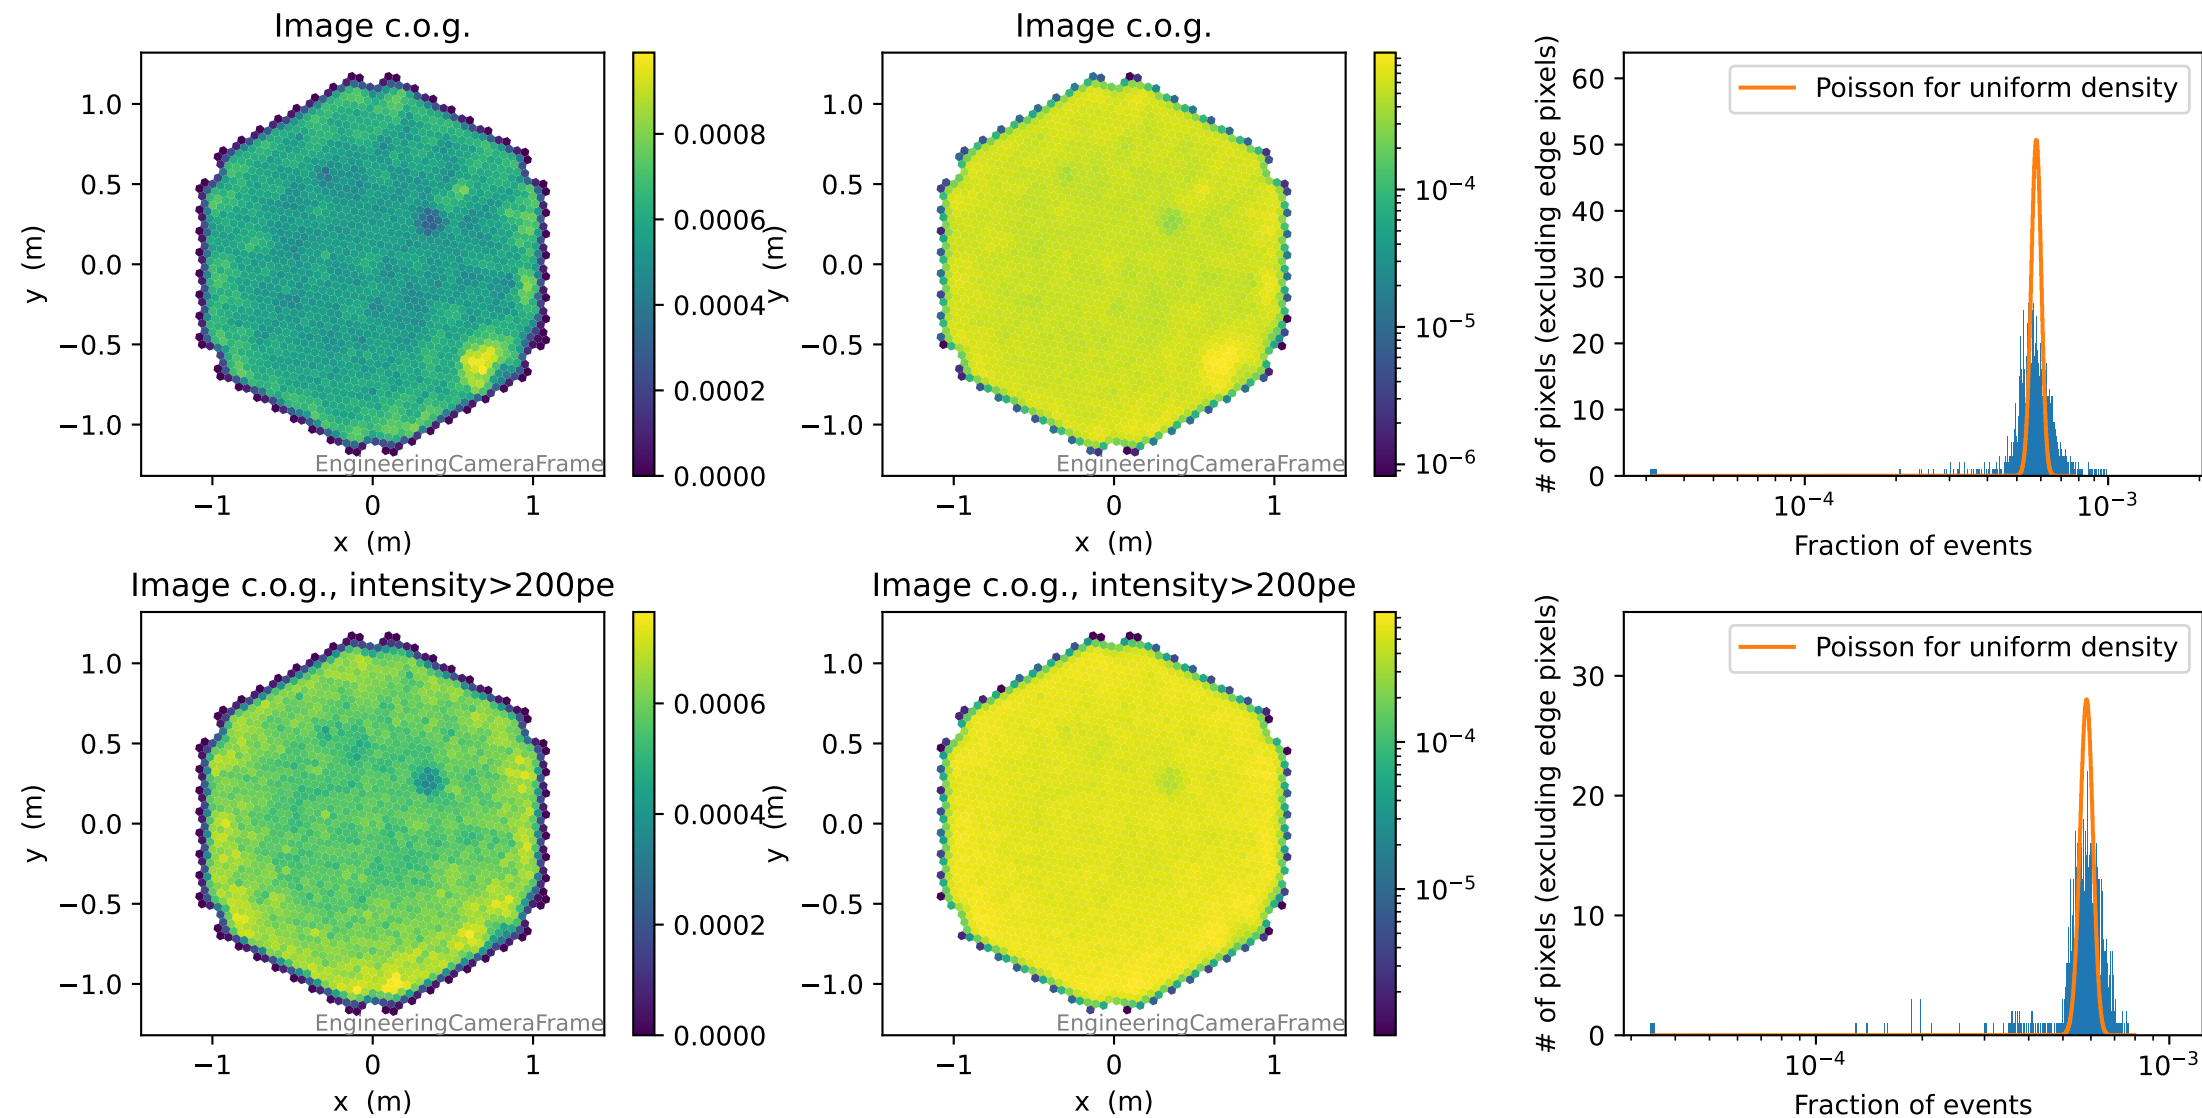 Image c.o.g.
1.0
0.5
0.0
−0.5
−1.0
y (m)
−1
0
1
x (m)
EngineeringCameraFrame
0.0008
0.0006
0.0004
0.0002
0.0000
Image c.o.g.
1.0
0.5
0.0
−0.5
−1.0
y (m)
−1
0
1
x (m)
EngineeringCameraFrame
10−4
10−5
10−6
# of pixels (excluding edge pixels)
60
50
40
30
20
10
0
Poisson for uniform density
10−4
10−3
Fraction of events
Image c.o.g., intensity>200pe
1.0
0.5
0.0
−0.5
−1.0
y (m)
−1
0
1
x (m)
EngineeringCameraFrame
0.0006
0.0004
0.0002
0.0000
Image c.o.g., intensity>200pe
1.0
0.5
0.0
−0.5
−1.0
y (m)
−1
0
1
x (m)
EngineeringCameraFrame
10−4
10−5
# of pixels (excluding edge pixels)
30
20
10
0
Poisson for uniform density
10−4
10−3
Fraction of events